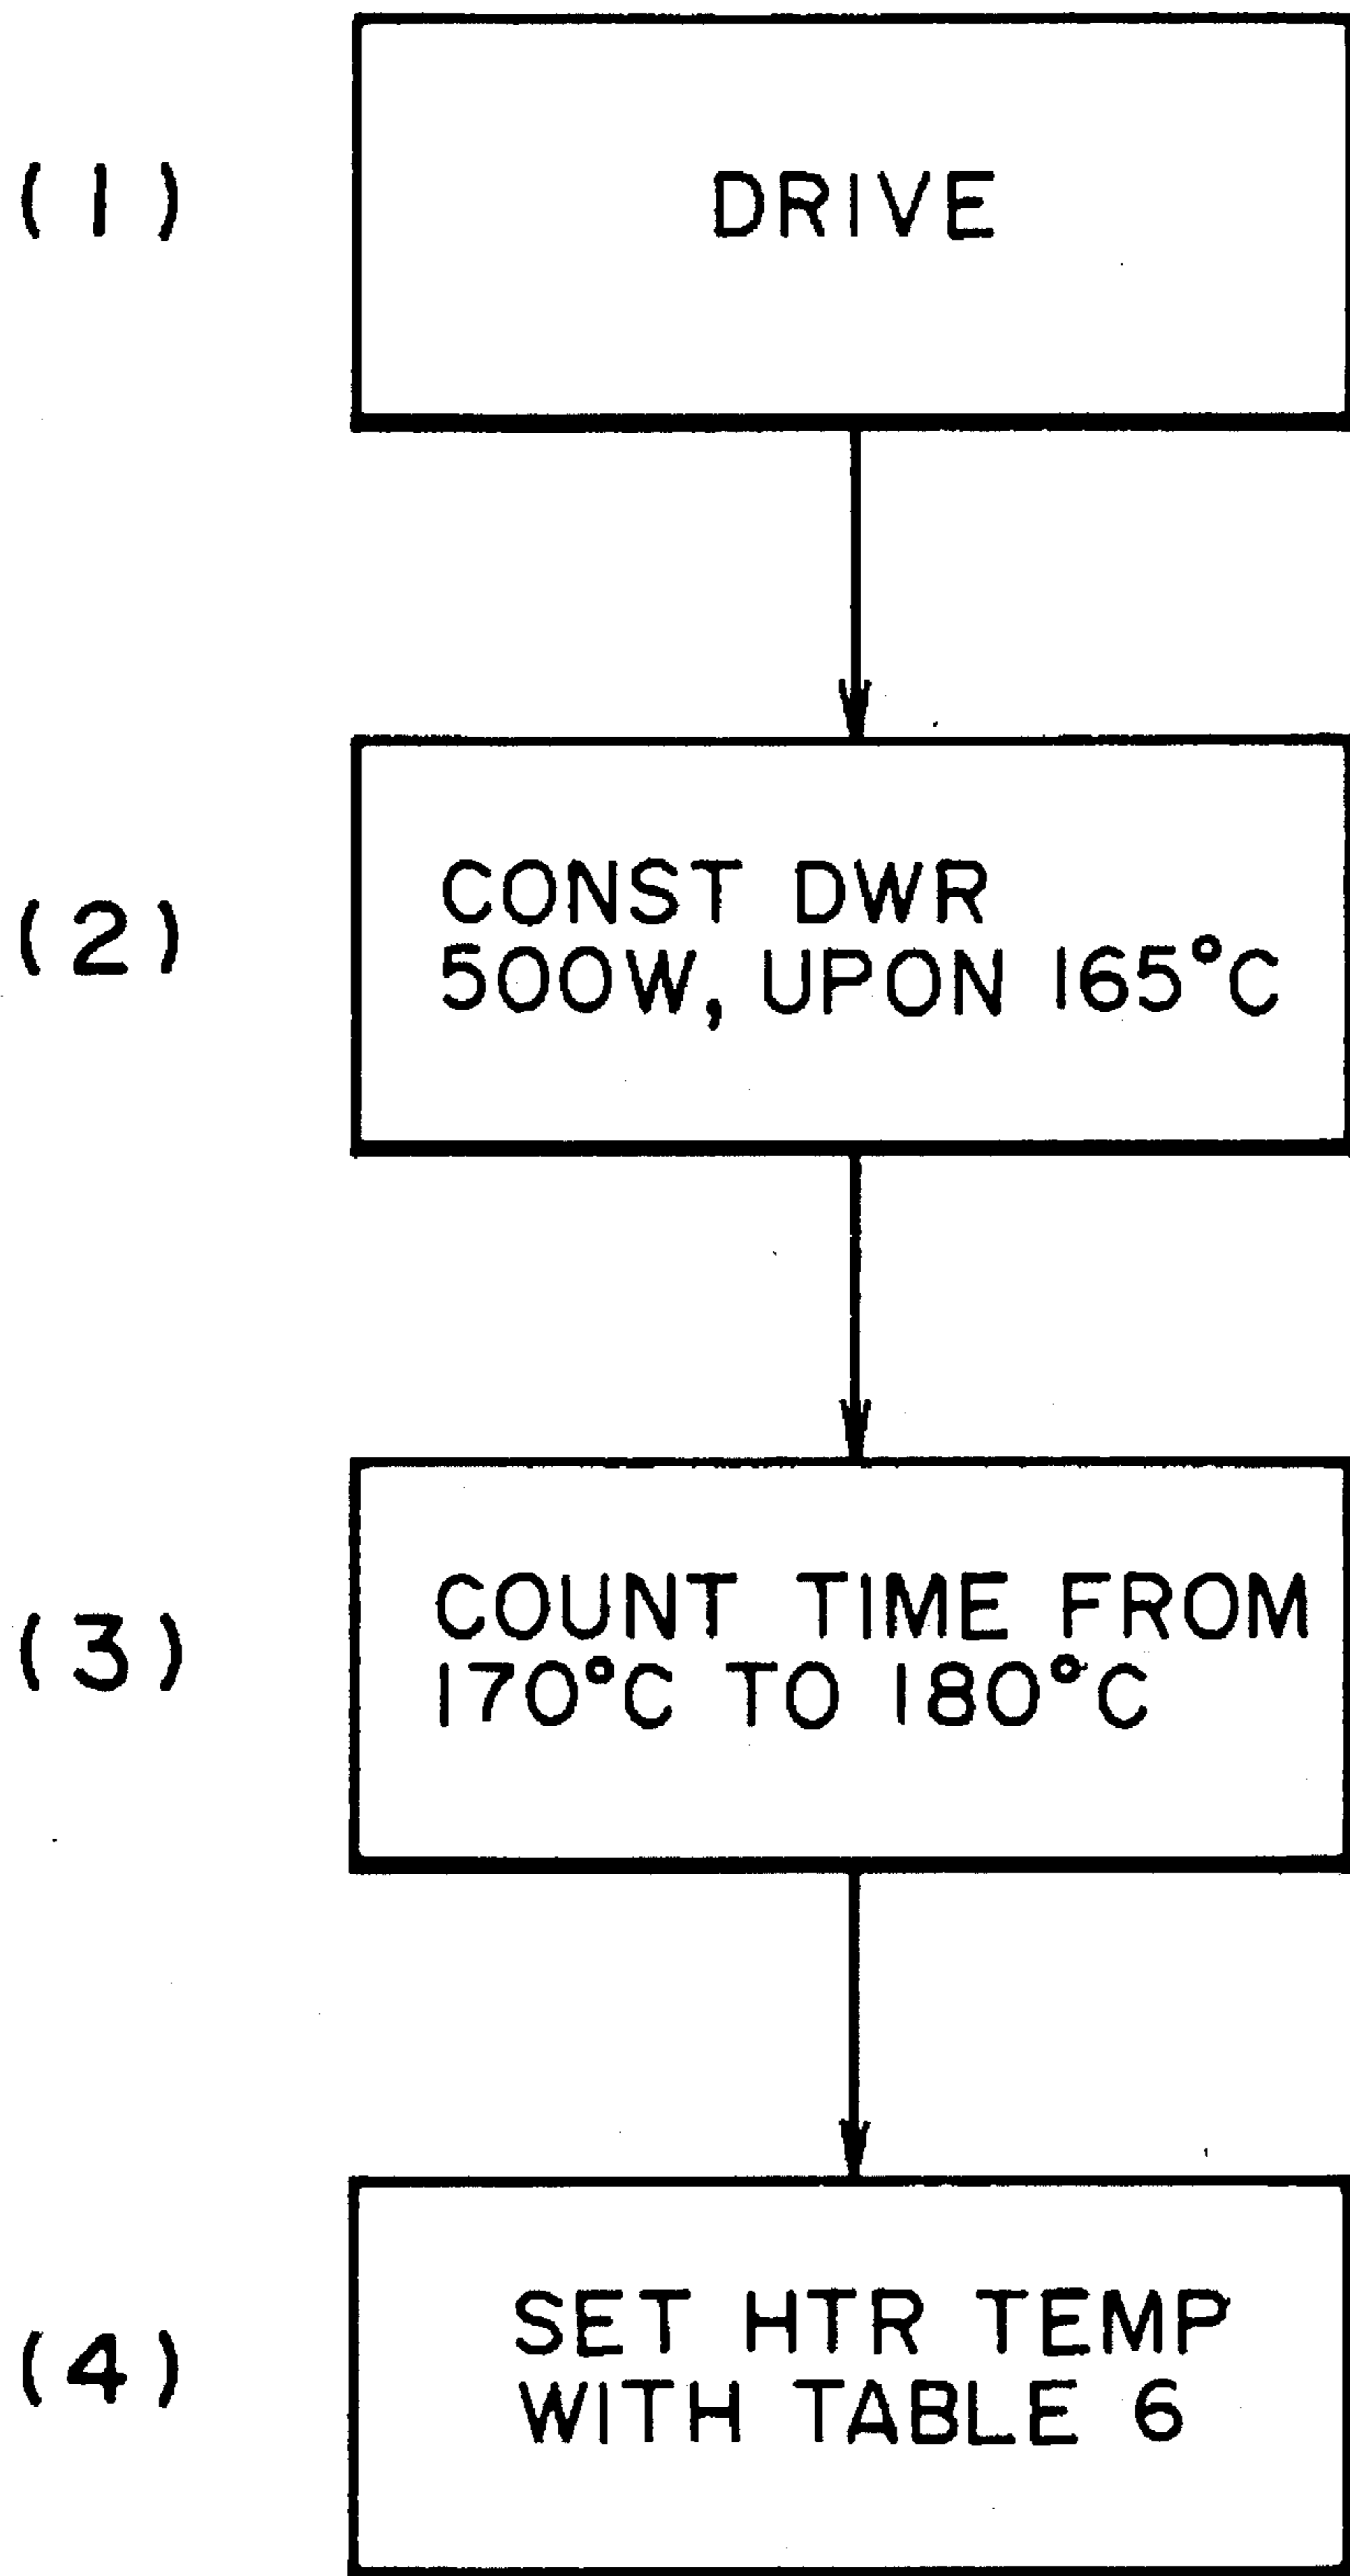 (1)
DRIVE
(2)
CONST DWR
500W, UPON 165°C
(3)
COUNT TIME FROM
170°C TO 180°C
(4)
SET HTR TEMP
WITH TABLE 6